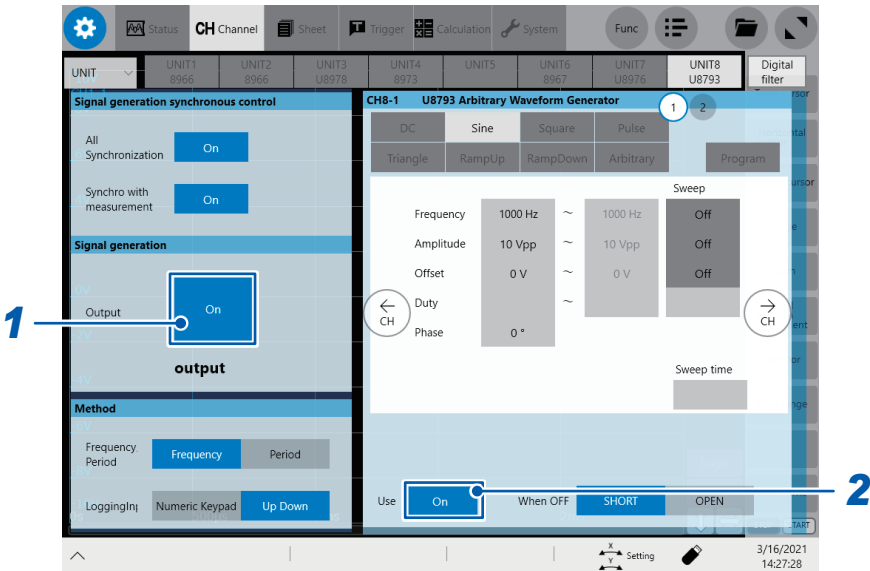 Status CH Channel Sheet Trigger Calculation System Func
UNIT
UNIT1 UNIT2 UNIT3 UNIT4 UNIT5 UNIT6 UNIT7 UNIT8
8966 8966 U8978 8973 8967 U8976 U8793
Digital
filter
Signal generation synchronous control
All
Synchronization
On
Synchro with
measurement
On
Signal generation
Output
On
output
1
Method
Frequency
Period
Frequency Period
LoggingIn
Numeric Keypad Up Down
CH8-1 U8793 Arbitrary Waveform Generator
1 2
DC Sine Square Pulse
Triangle RampUp RampDown Arbitrary Program
Sweep
Frequency 1000 Hz ~ 1000 Hz Off
Amplitude 10 Vpp ~ 10 Vpp Off
Offset 0 V ~ 0 V Off
Duty ~
Phase 0 °
← CH
→ CH
Sweep time
Use On When OFF SHORT OPEN
2
X
Y
Setting
3/16/2021
14:27:28